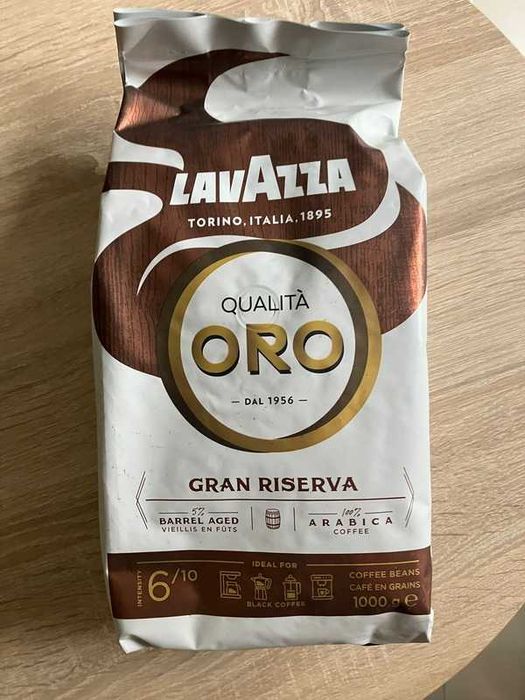 LAVAZZA
TORINO, ITALIA, 1895
QUALITÀ
ORO
— DAL 1956 —
GRAN RISERVA
5%
BARREL AGED
VIEILLIS EN FÛTS
100%
ARABICA
COFFEE
INTENSITY
6/10
IDEAL FOR
BLACK COFFEE
COFFEE BEANS
CAFÉ EN GRAINS
1000 g e